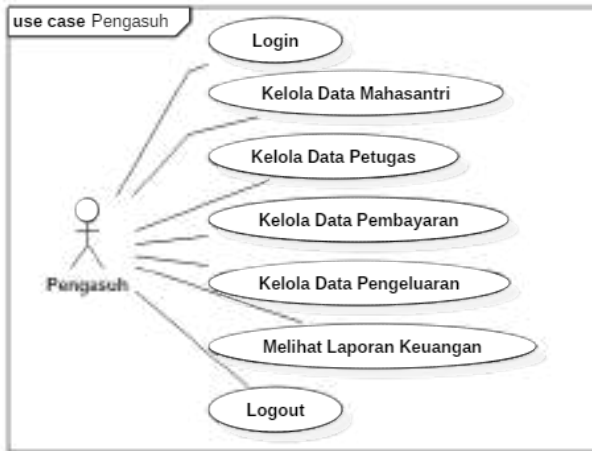 use case Pengasuh
Login
Kelola Data Mahasantri
Kelola Data Petugas
Kelola Data Pembayaran
Pengasuh
Kelola Data Pengeluaran
Melihat Laporan Keuangan
Logout